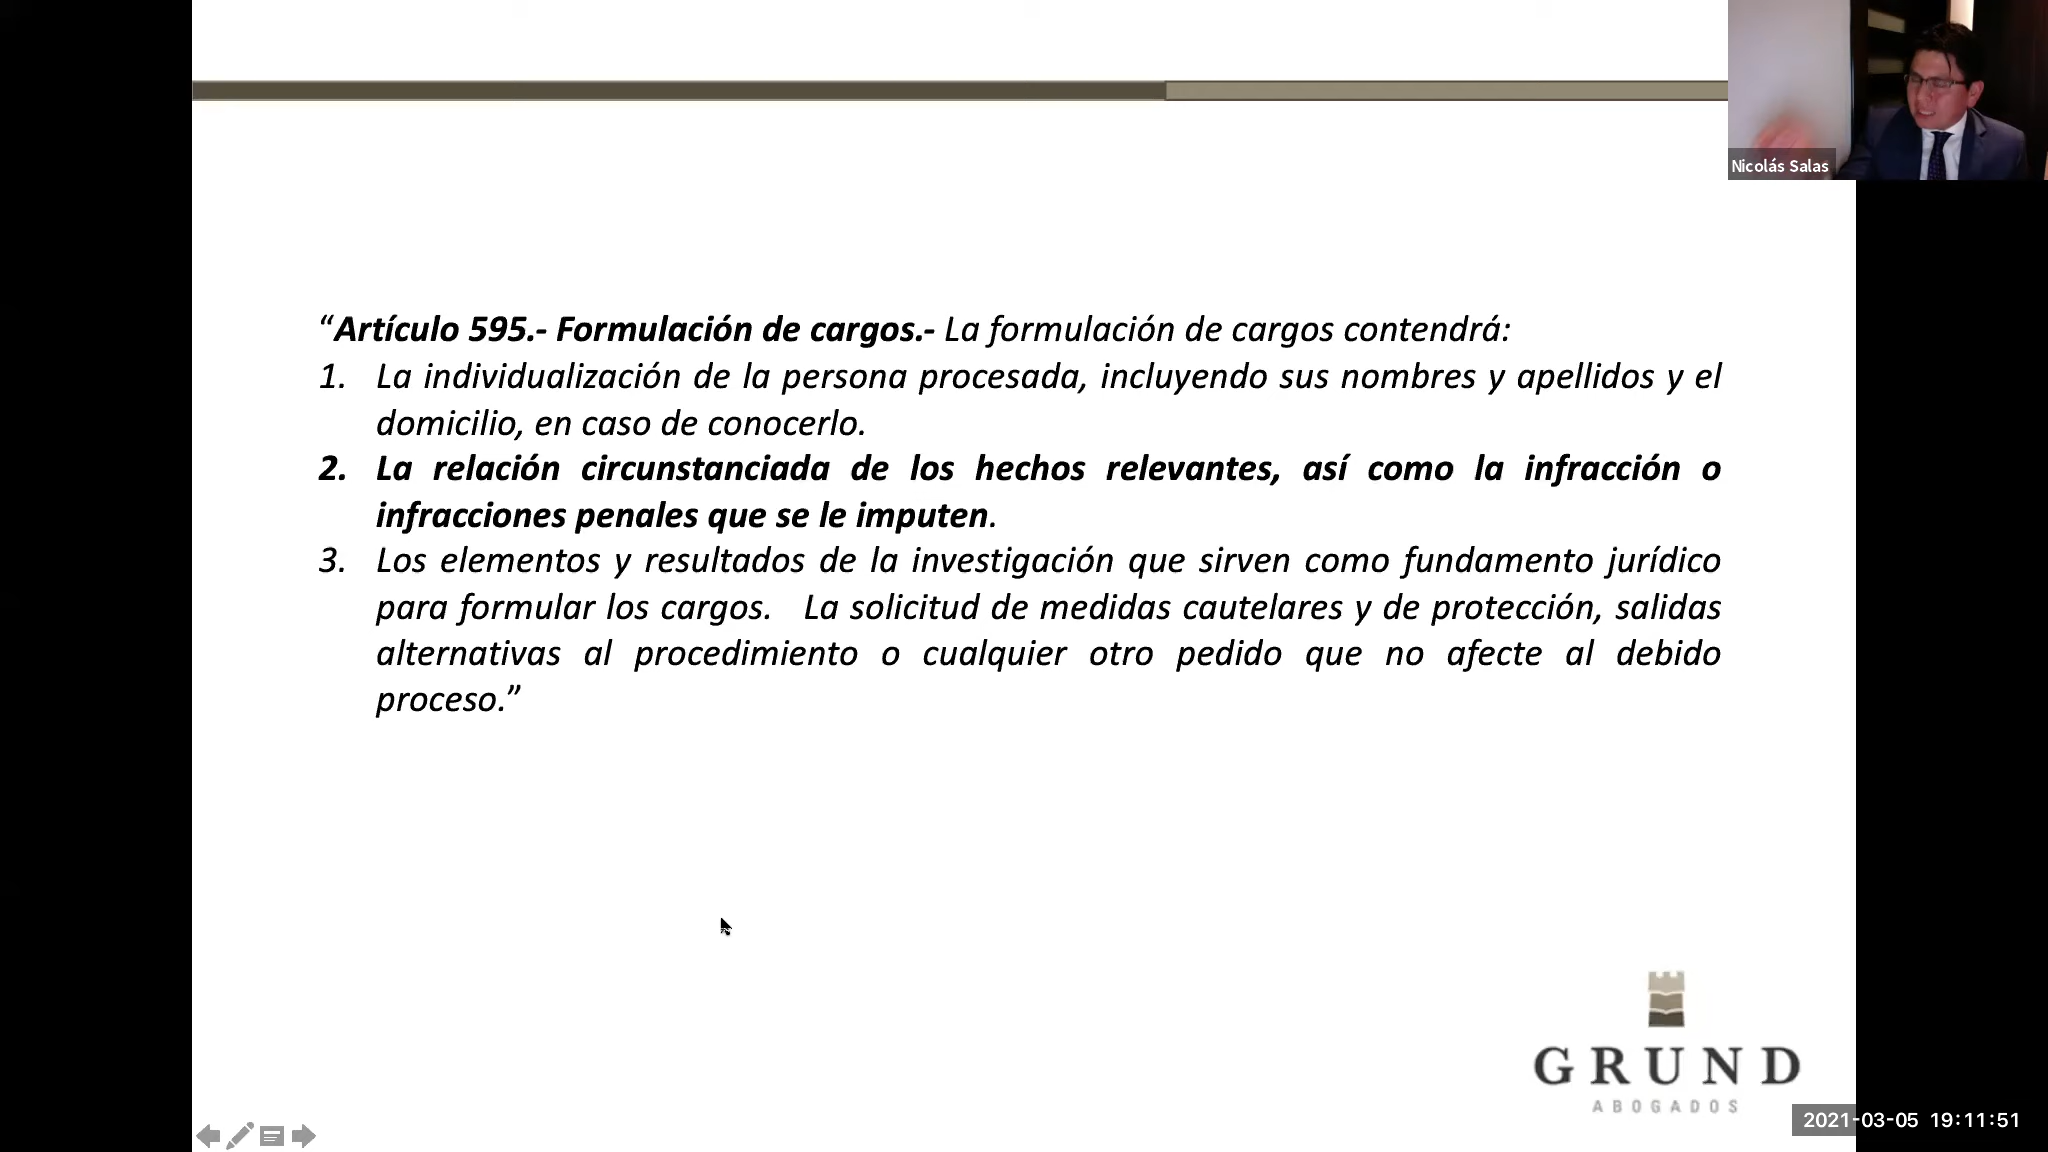 Nicolás Salas
“Artículo 595.- Formulación de cargos.- La formulación de cargos contendrá:
1. La individualización de la persona procesada, incluyendo sus nombres y apellidos y el
domicilio, en caso de conocerlo.
2. La relación circunstanciada de los hechos relevantes, así como la infracción o
infracciones penales que se le imputen.
3. Los elementos y resultados de la investigación que sirven como fundamento jurídico
para formular los cargos. La solicitud de medidas cautelares y de protección, salidas
alternativas al procedimiento o cualquier otro pedido que no afecte al debido
proceso.”
GRUND
ABOGADOS
2021-03-05 19:11:51